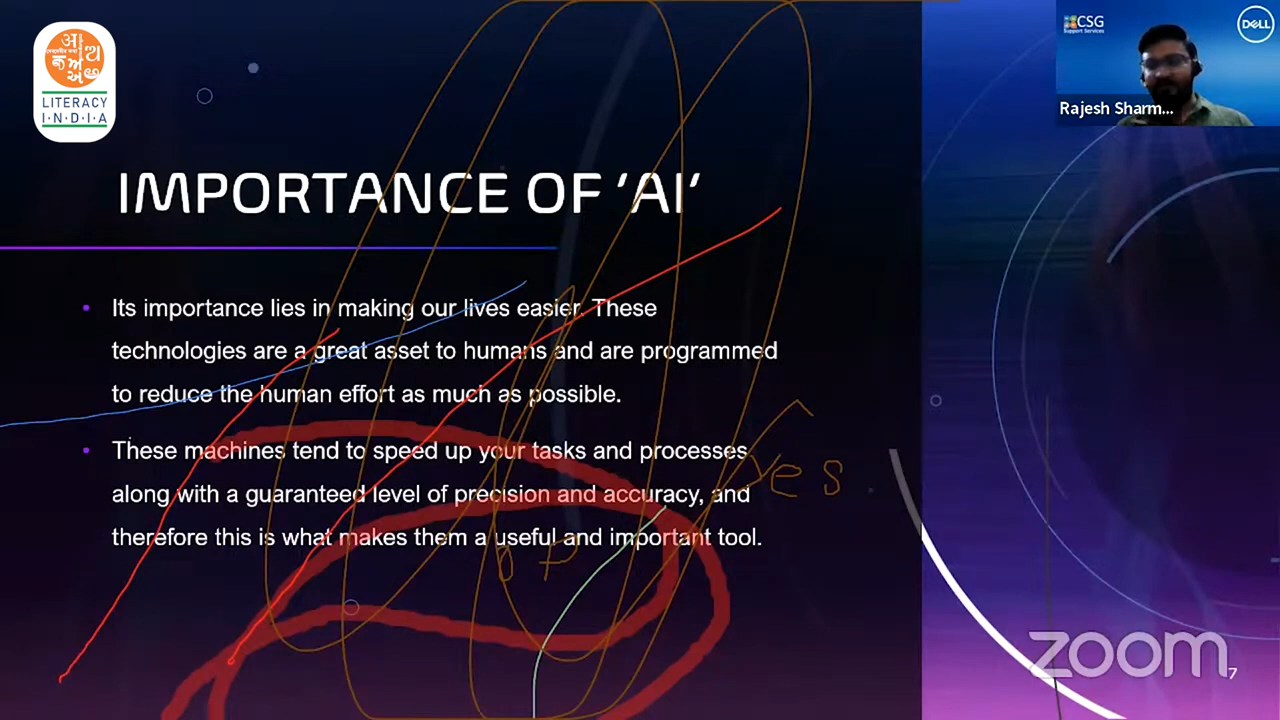 CSG
Support Services
DELL
Rajesh Sharm...
अ
LITERACY
I·N·D·I·A
IMPORTANCE OF 'AI'
• Its importance lies in making our lives easier. These
technologies are a great asset to humans and are programmed
to reduce the human effort as much as possible.
• These machines tend to speed up your tasks and processes
along with a guaranteed level of precision and accuracy, and
therefore this is what makes them a useful and important tool.
yes
zoom
7